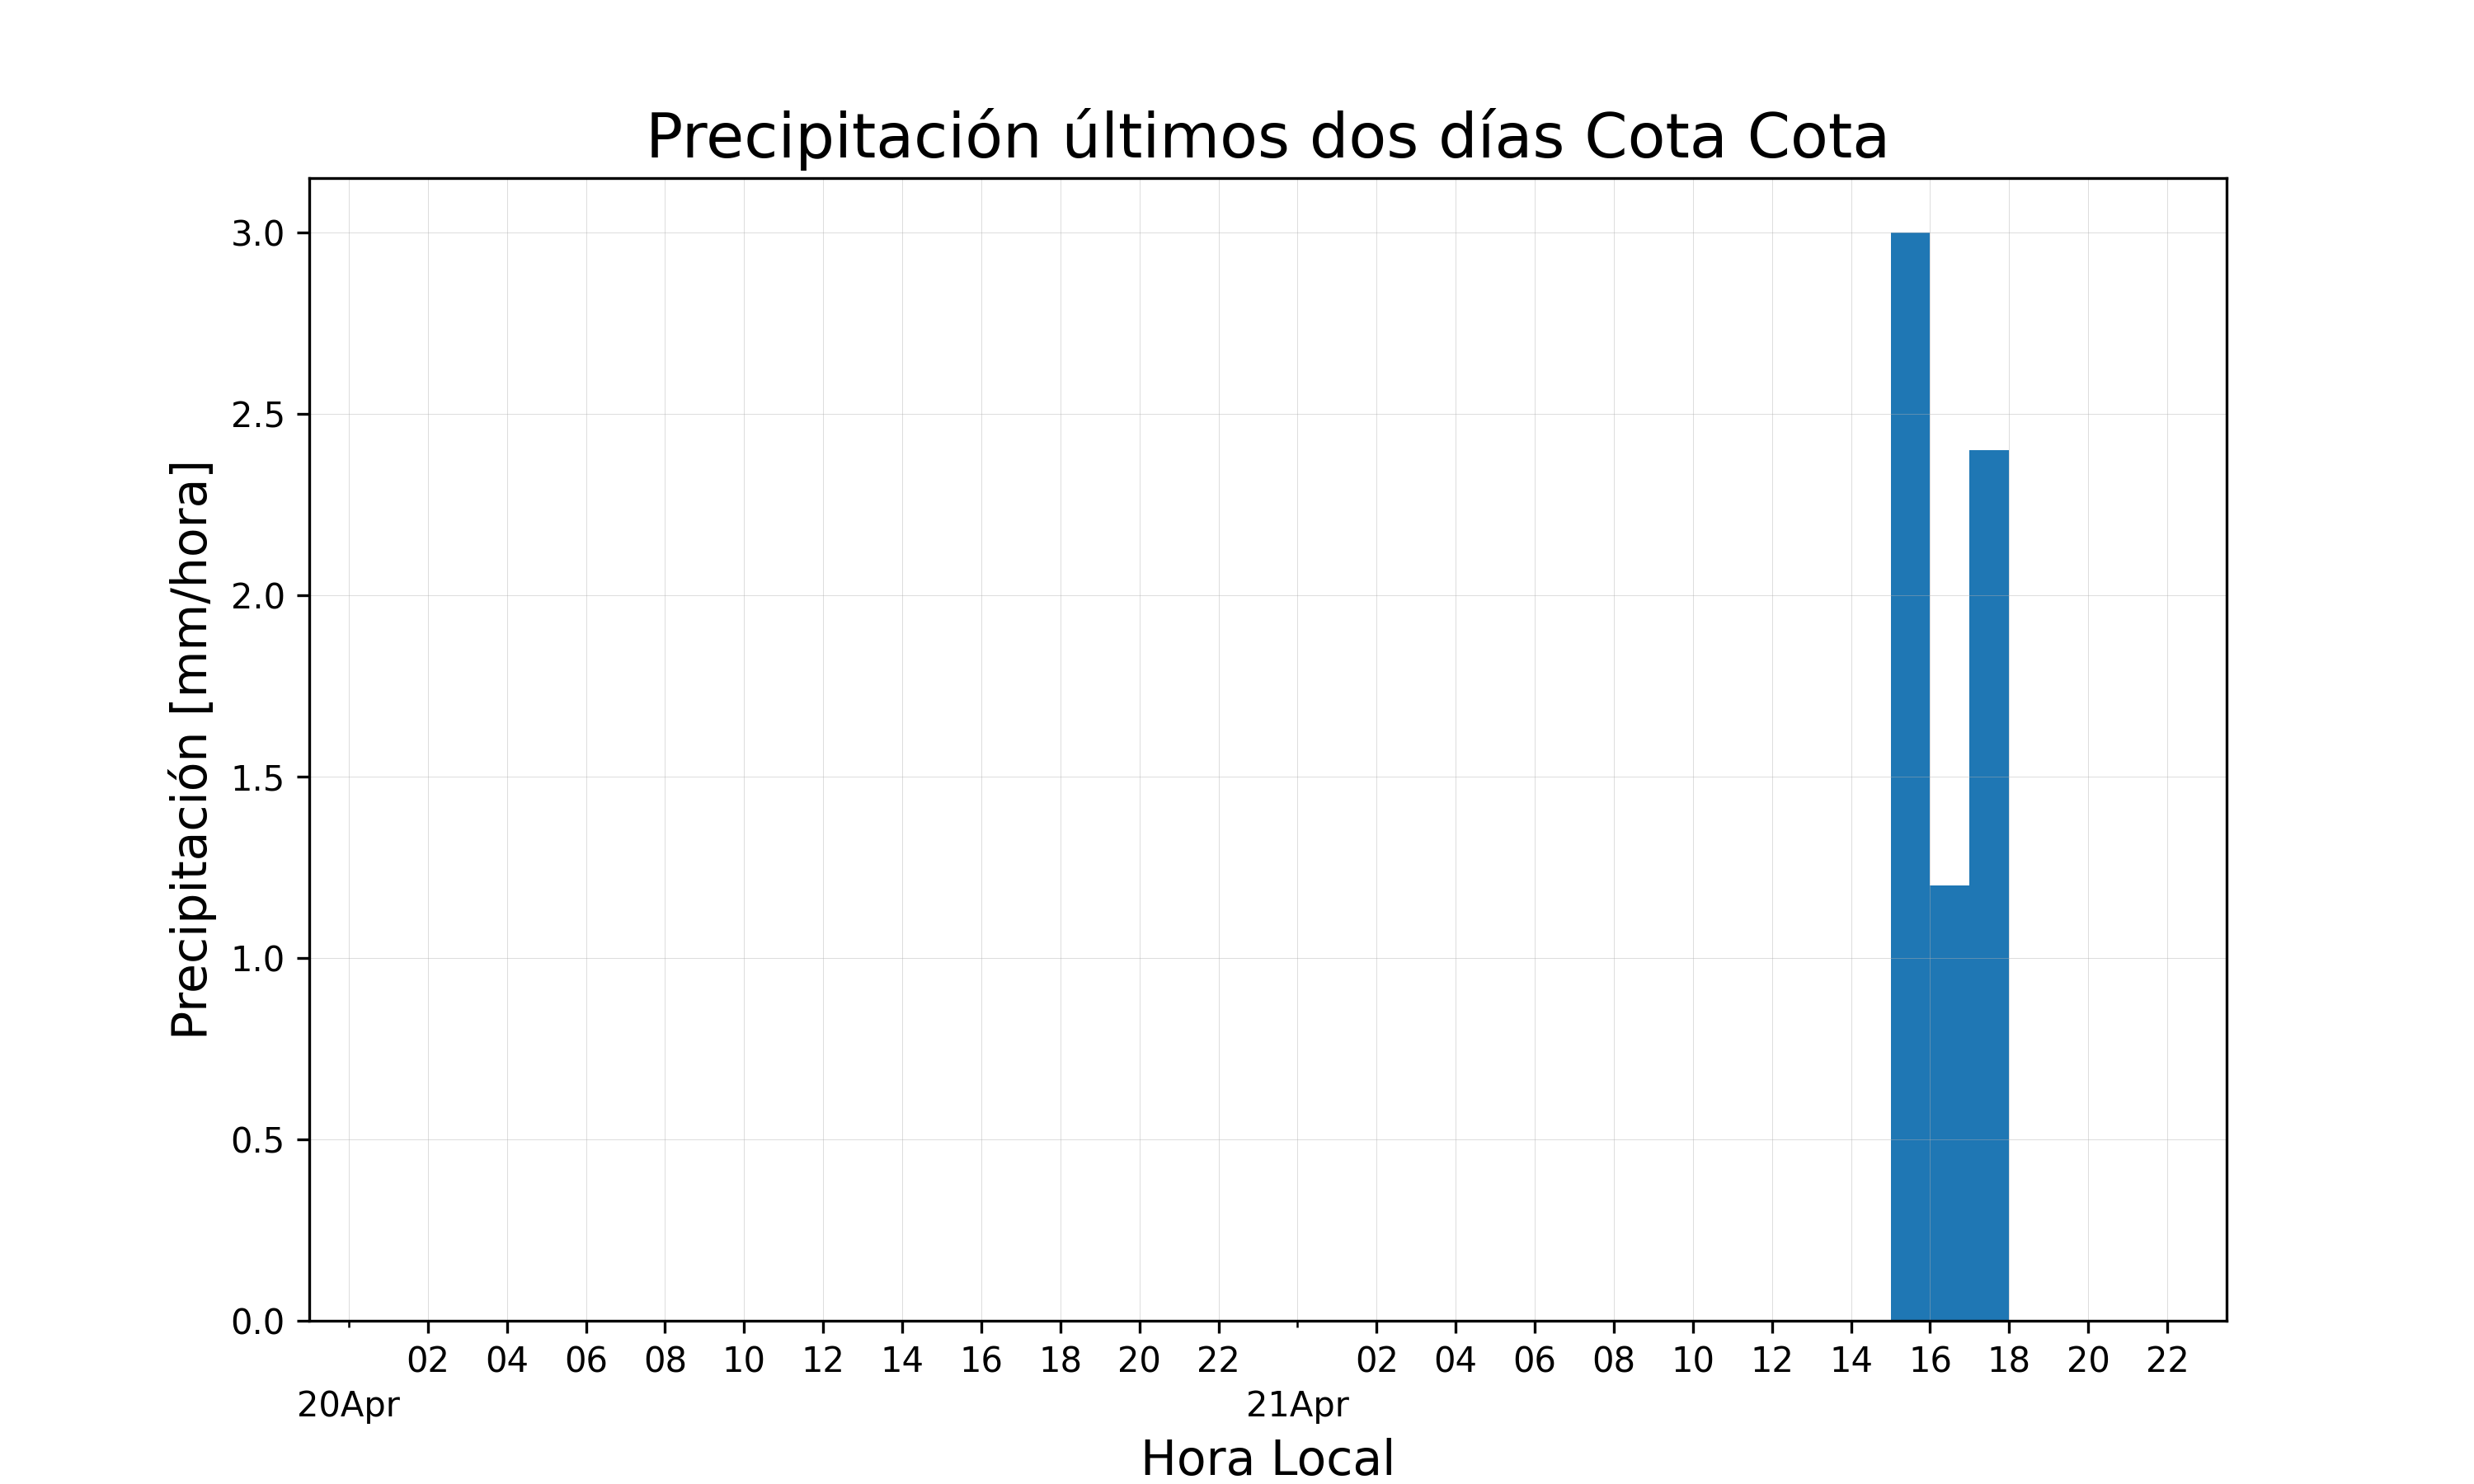 Precipitación últimos dos días Cota Cota
Precipitación [mm/hora]
3.0
2.5
2.0
1.5
1.0
0.5
0.0
02 04 06 08 10 12 14 16 18 20 22 02 04 06 08 10 12 14 16 18 20 22
20Apr 21Apr
Hora Local